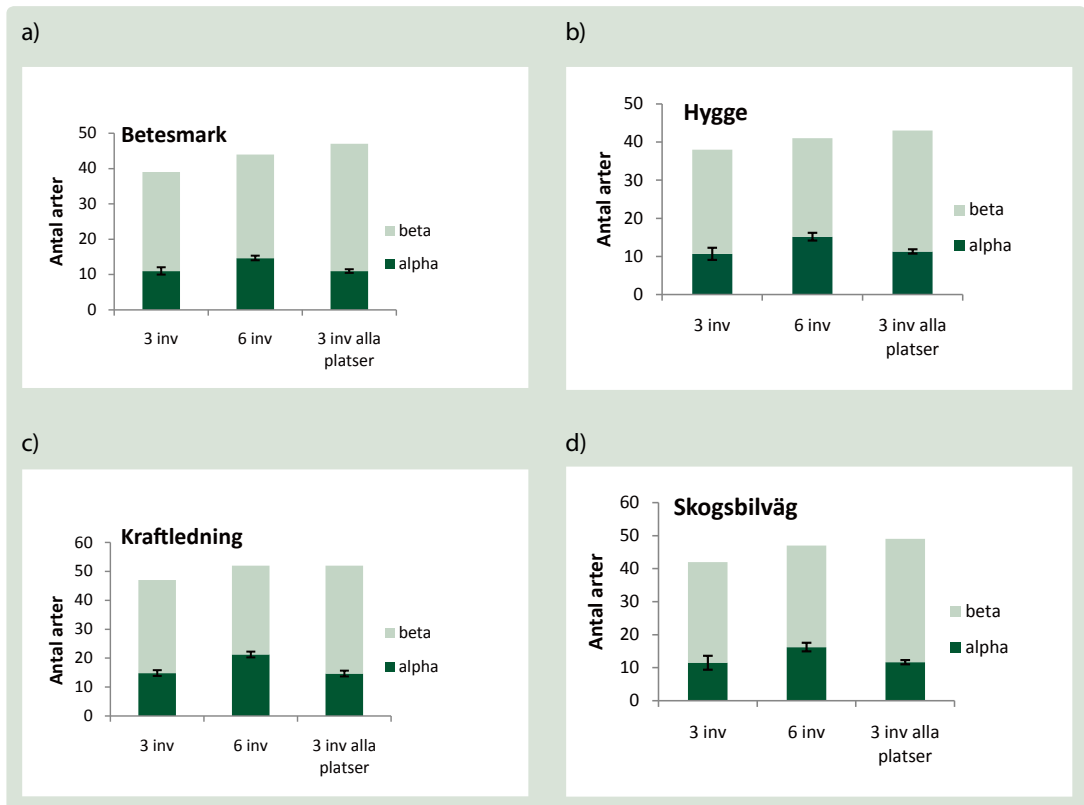 a)
Betesmark
Antal arter
50
40
30
20
10
0
3 inv
6 inv
3 inv alla
platser
beta
alpha
b)
Hygge
Antal arter
50
40
30
20
10
0
3 inv
6 inv
3 inv alla
platser
beta
alpha
c)
Kraftledning
Antal arter
60
50
40
30
20
10
0
3 inv
6 inv
3 inv alla
platser
beta
alpha
d)
Skogsbilväg
Antal arter
60
50
40
30
20
10
0
3 inv
6 inv
3 inv alla
platser
beta
alpha